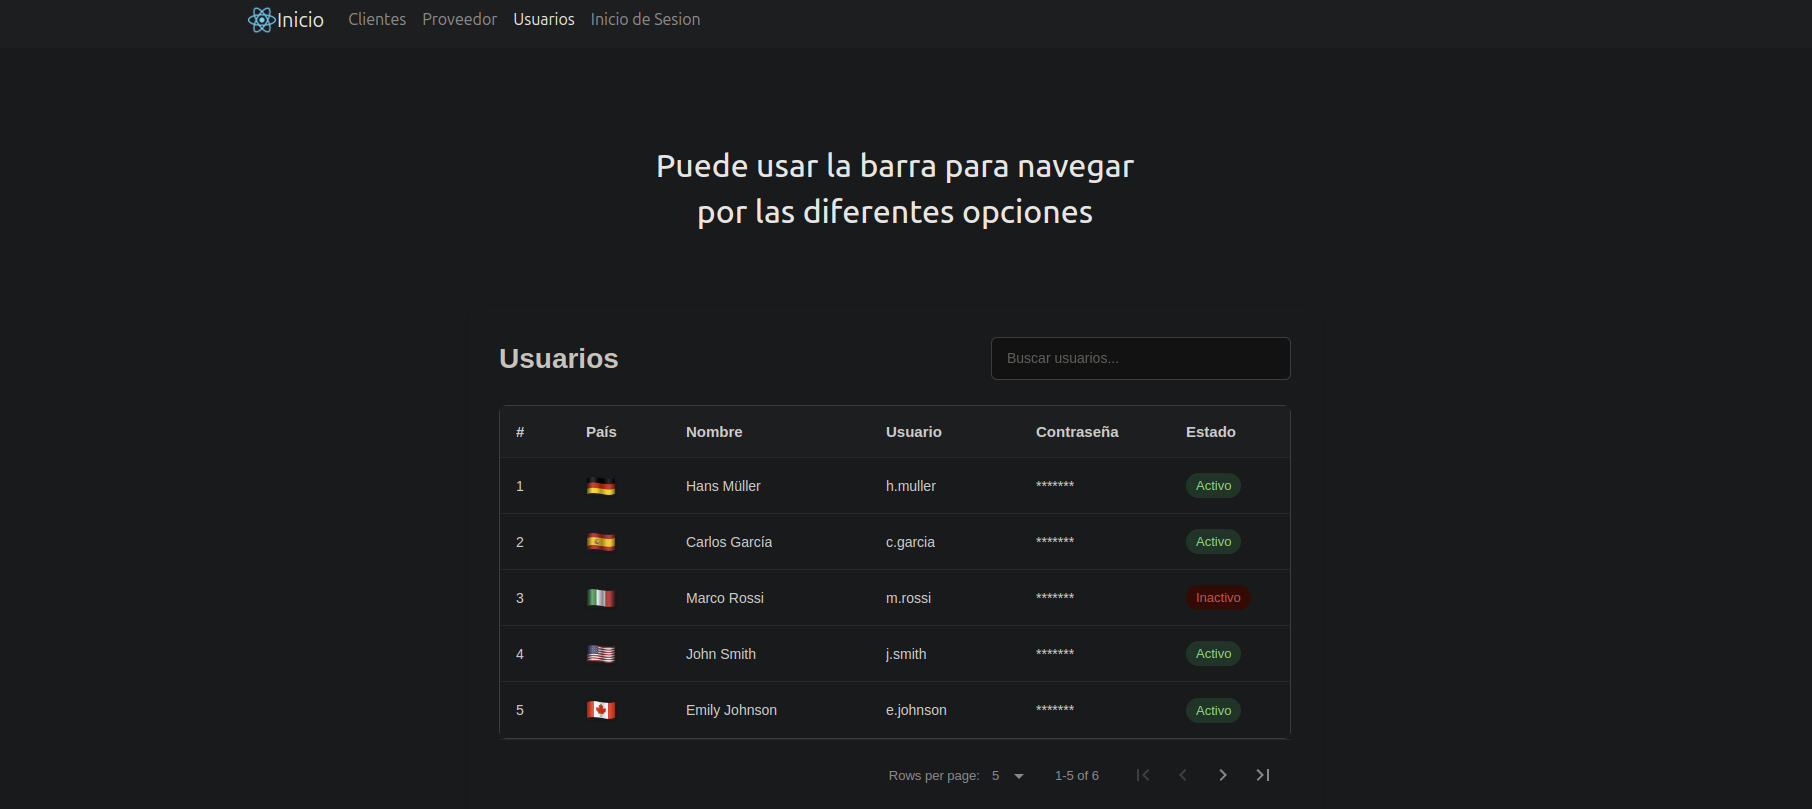 Inicio Clientes Proveedor Usuarios Inicio de Sesion
Puede usar la barra para navegar
por las diferentes opciones
Usuarios
Buscar usuarios...
# País Nombre Usuario Contraseña Estado
1 Hans Müller h.muller ******* Activo
2 Carlos García c.garcia ******* Activo
3 Marco Rossi m.rossi ******* Inactivo
4 John Smith j.smith ******* Activo
5 Emily Johnson e.johnson ******* Activo
Rows per page: 5 1-5 of 6